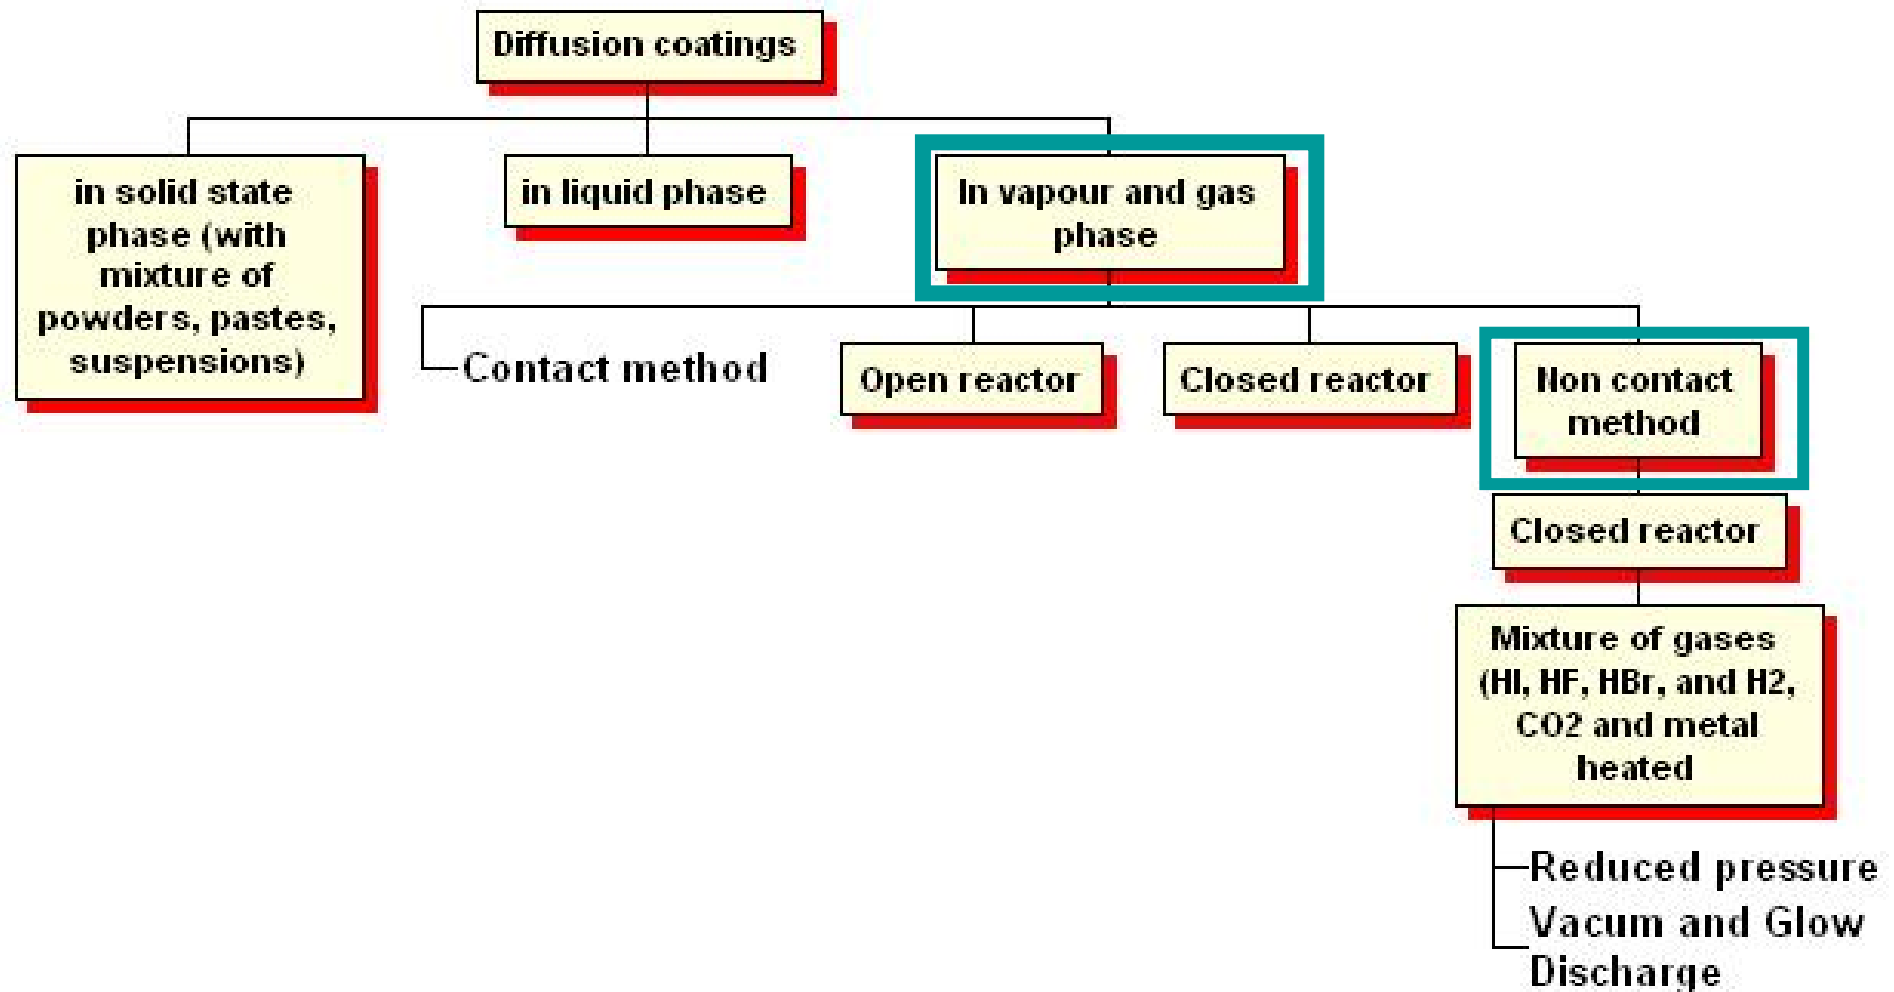 Diffusion coatings
in solid state
phase (with
mixture of
powders, pastes,
suspensions)
in liquid phase
In vapour and gas
phase
Contact method
Open reactor
Closed reactor
Non contact
method
Closed reactor
Mixture of gases
(HI, HF, HBr, and H2,
CO2 and metal
heated
Reduced pressure
Vacum and Glow
Discharge